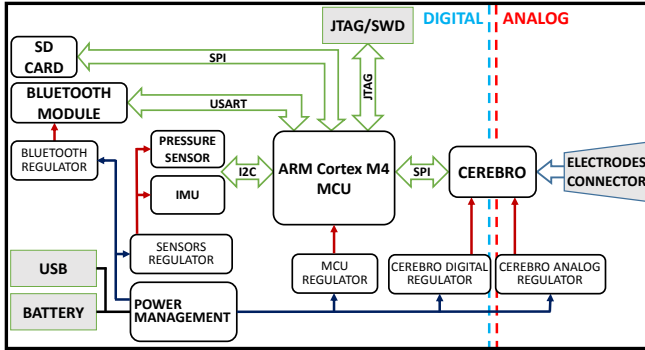 JTAG/SWD
DIGITAL
ANALOG
SD
CARD
SPI
JTAG
BLUETOOTH
MODULE
USART
BLUETOOTH
REGULATOR
PRESSURE
SENSOR
I2C
IMU
ARM Cortex M4
MCU
SPI
CEREBRO
ELECTRODES
CONNECTOR
SENSORS
REGULATOR
MCU
REGULATOR
CEREBRO DIGITAL
REGULATOR
CEREBRO ANALOG
REGULATOR
USB
BATTERY
POWER
MANAGEMENT